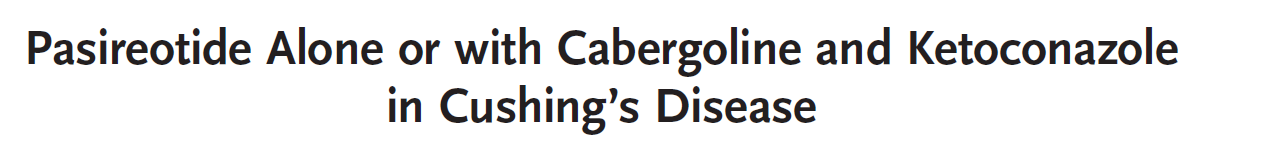 Pasireotide Alone or with Cabergoline and Ketoconazole
in Cushing’s Disease